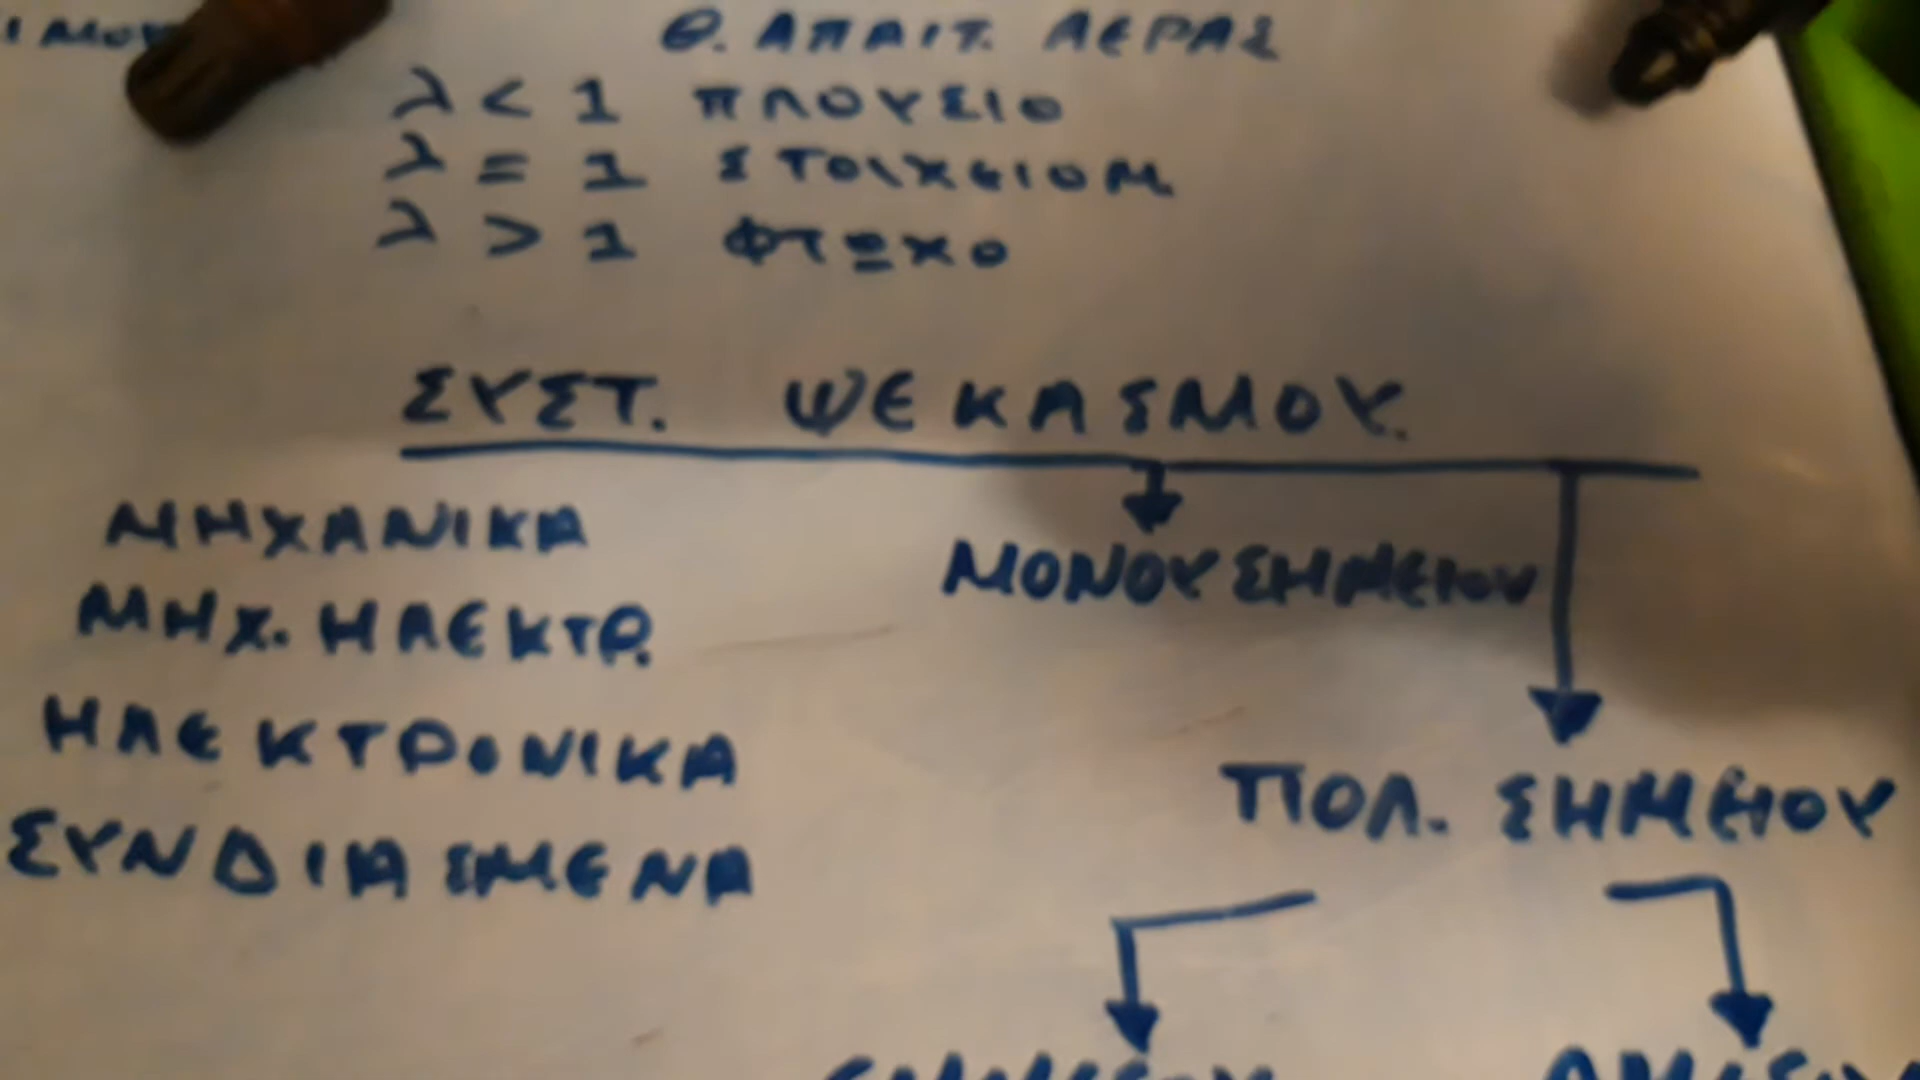 Θ. ΑΠΑΙΤ. ΑΕΡΑΣ
λ < 1 ΠΛΟΥΣΙΟ
λ = 1 ΣΤΟΙΧΕΙΟΜ
λ > 1 ΦΤΩΧΟ
ΣΥΣΤ. ΨΕΚΑΣΜΟΥ.
ΜΗΧΑΝΙΚΑ
ΜΟΝΟΥ ΣΗΜΕΙΟΥ
ΜΗΧ. ΗΛΕΚΤΡ.
ΗΛΕΚΤΡΟΝΙΚΑ
ΠΟΛ. ΣΗΜΕΙΟΥ
ΣΥΝΔΙΑΣΜΕΝΑ